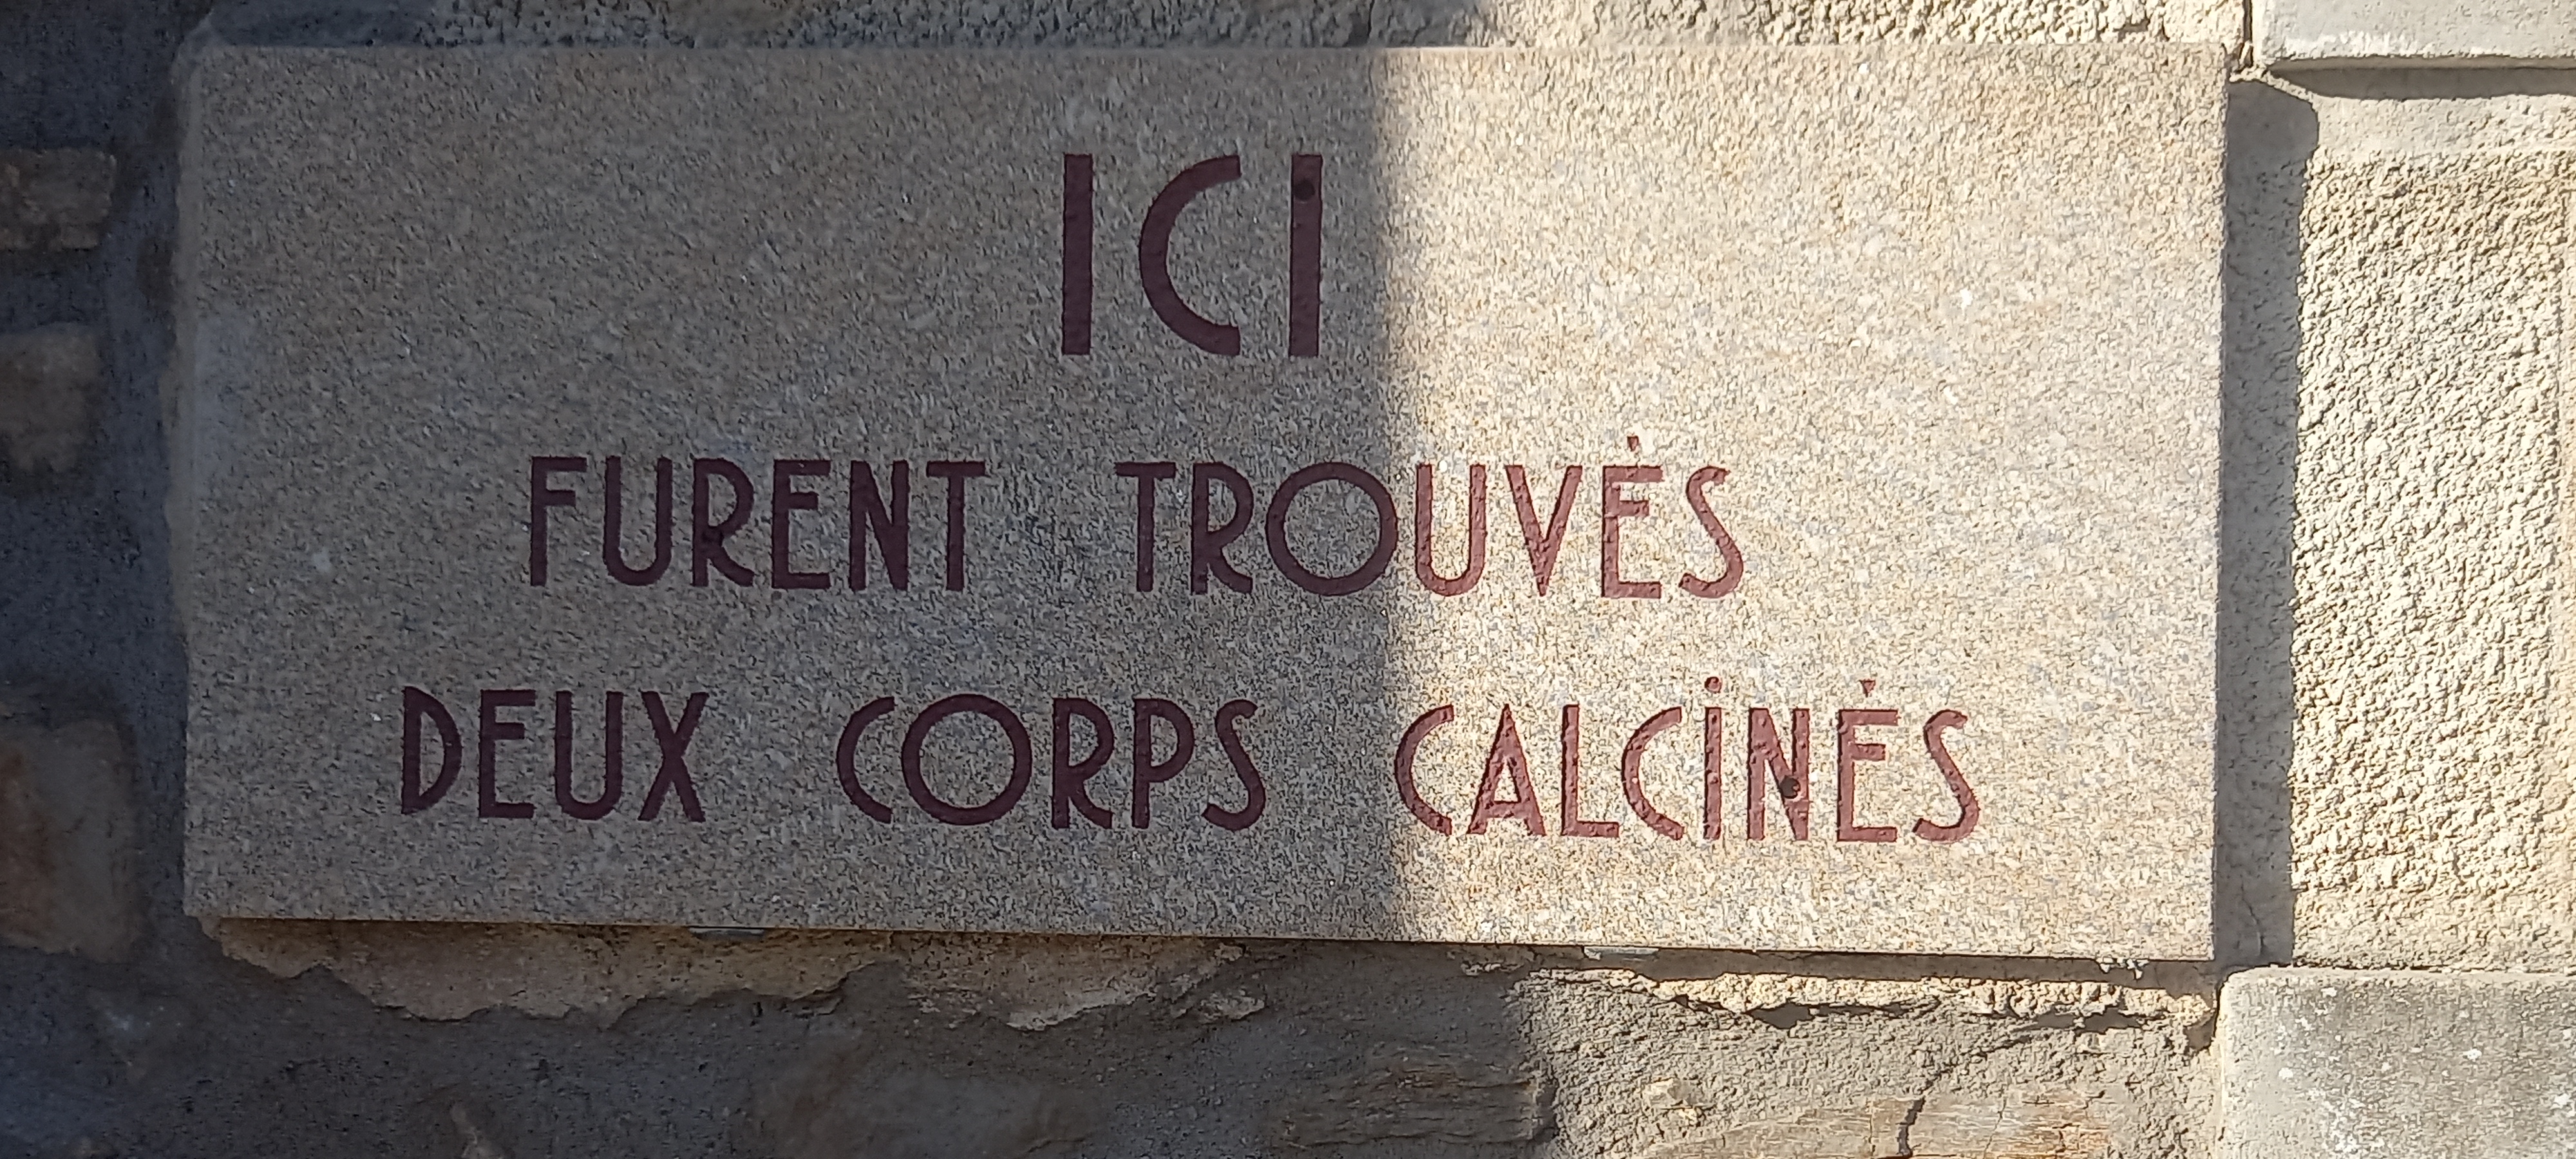 ICI
FURENT TROUVÉS
DEUX CORPS CALCINÉS